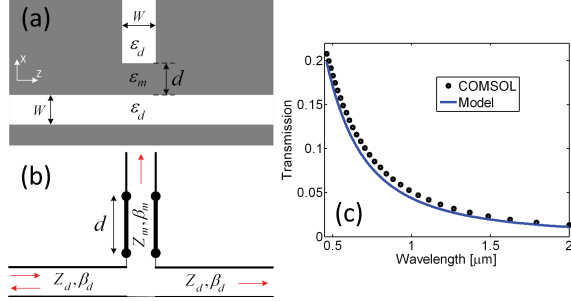 (a)
W
ε_d
X
Z
ε_m
d
W
ε_d
(b)
d
Z_m, β_m
Z_d, β_d
Z_d, β_d
0.2
0.15
0.1
0.05
0
Transmission
COMSOL
Model
(c)
0.5
1
1.5
2
Wavelength [μm]